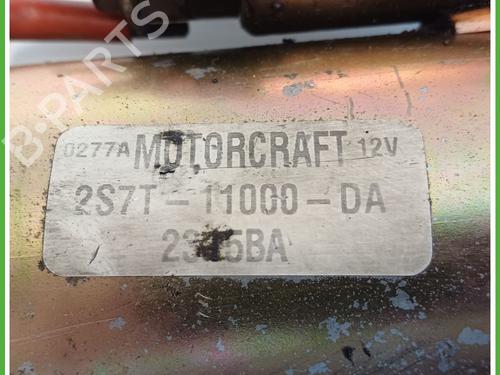 B-PARTS
0277A MOTORCRAFT 12V
2S7T-11000-DA